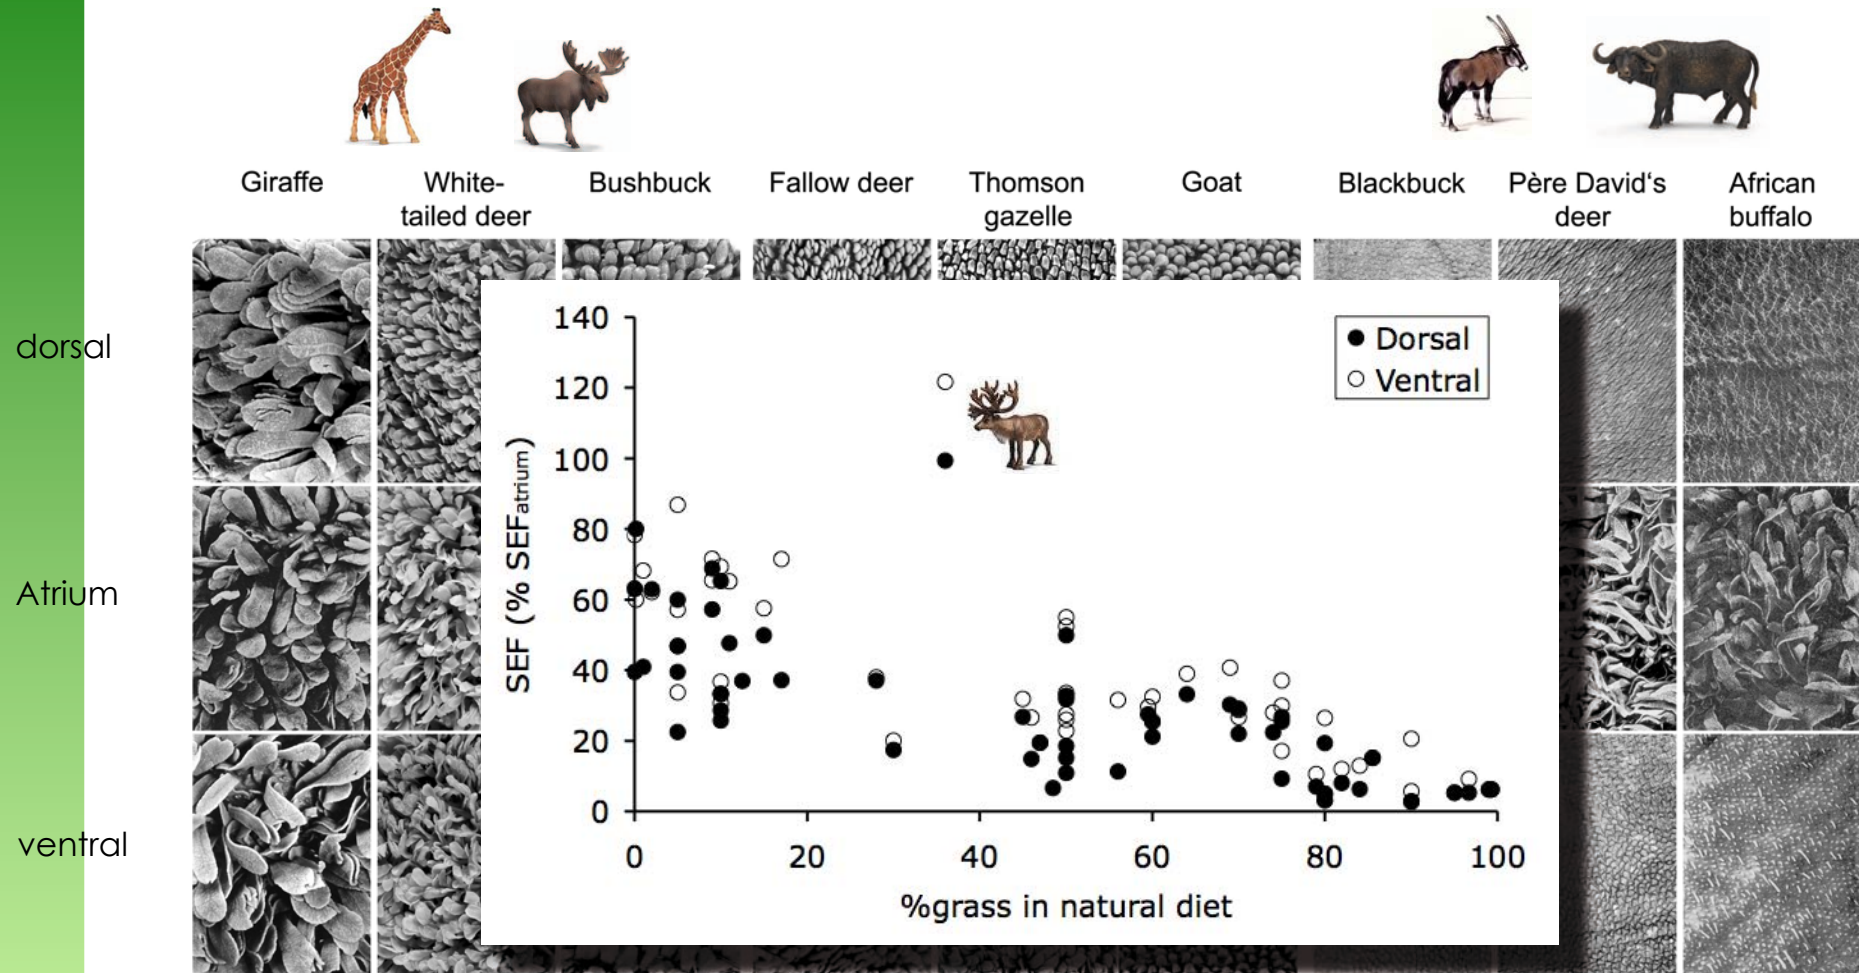 Giraffe
White-
tailed deer
Bushbuck
Fallow deer
Thomson
gazelle
Goat
Blackbuck
Père David‘s
deer
African
buffalo
dorsal
Atrium
ventral
140
120
100
80
60
40
20
0
SEF (% SEFatrium)
Dorsal
Ventral
0 20 40 60 80 100
%grass in natural diet